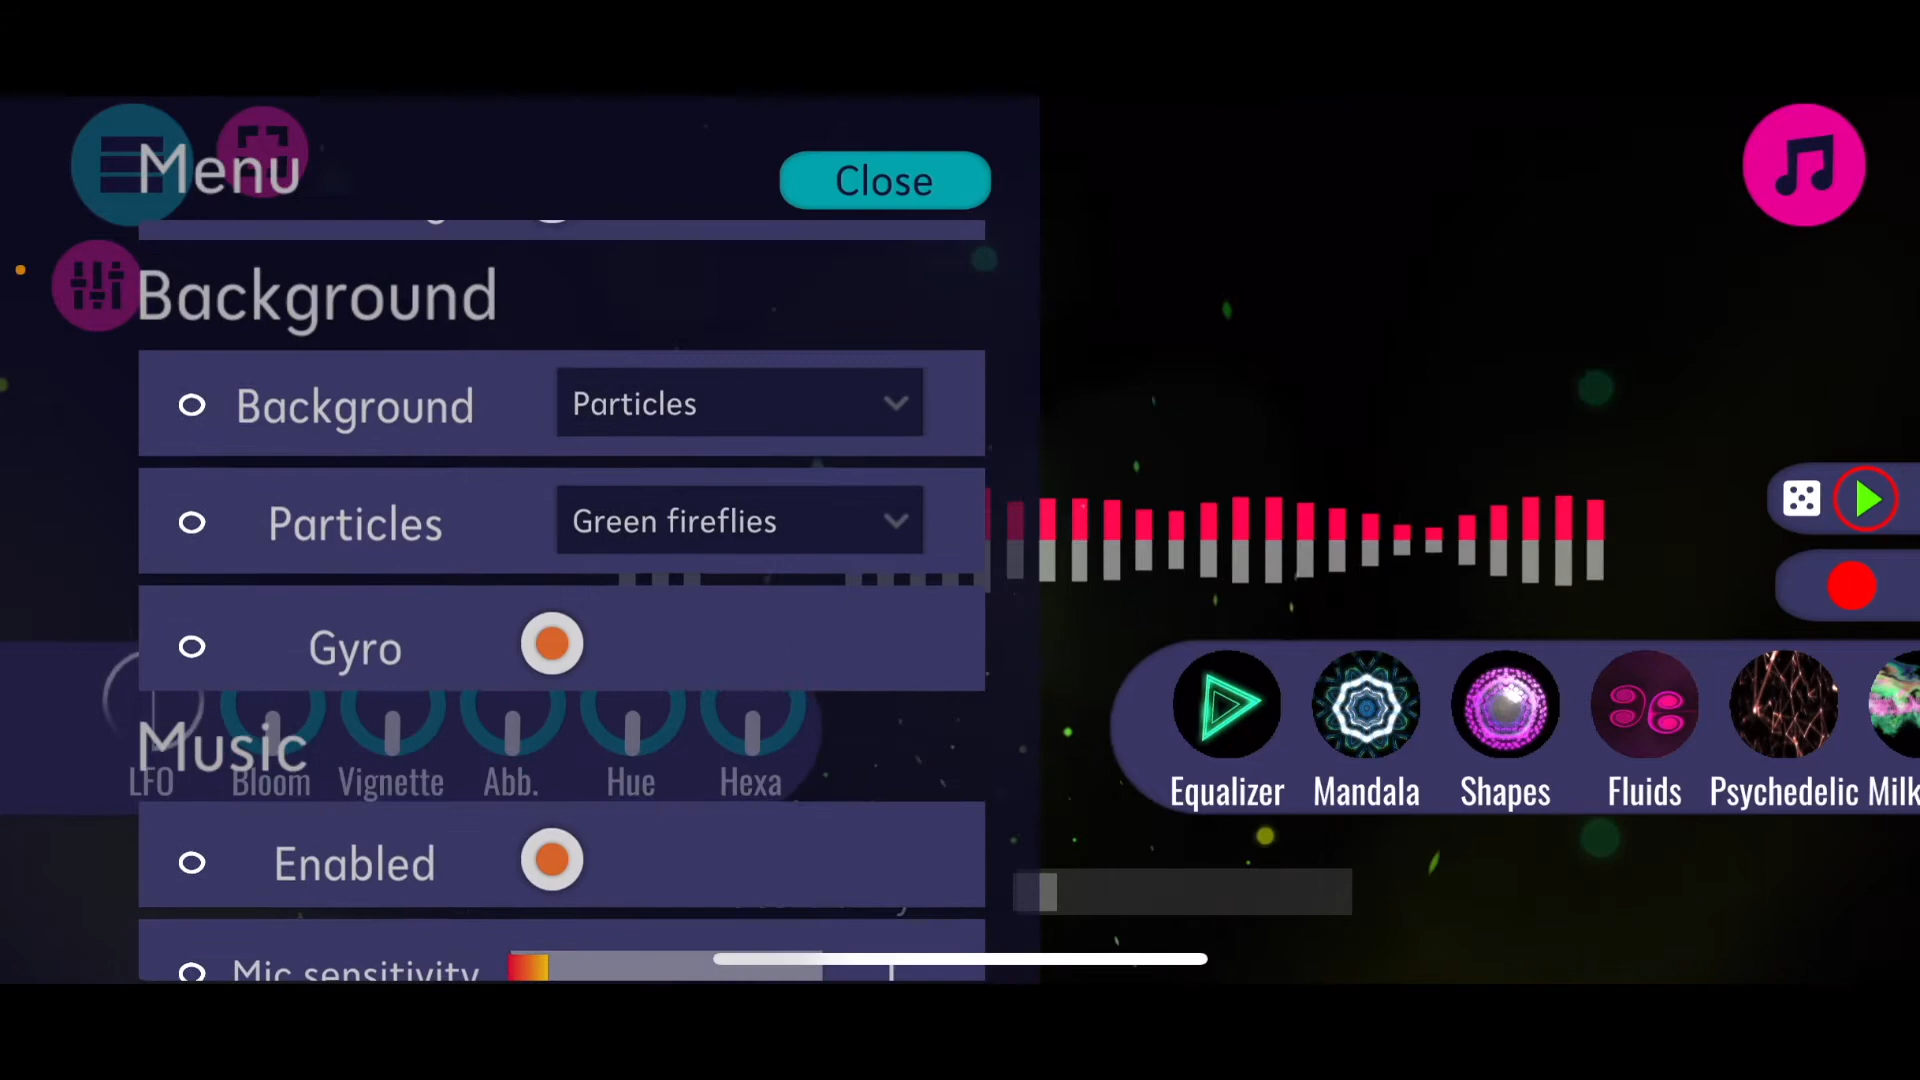 Menu
Close
Background
Background
Particles
Particles
Green fireflies
Gyro
Music
LFO
Bloom
Vignette
Abb.
Hue
Hexa
Equalizer
Mandala
Shapes
Fluids
Psychedelic
Milk
Enabled
Mic sensitivity